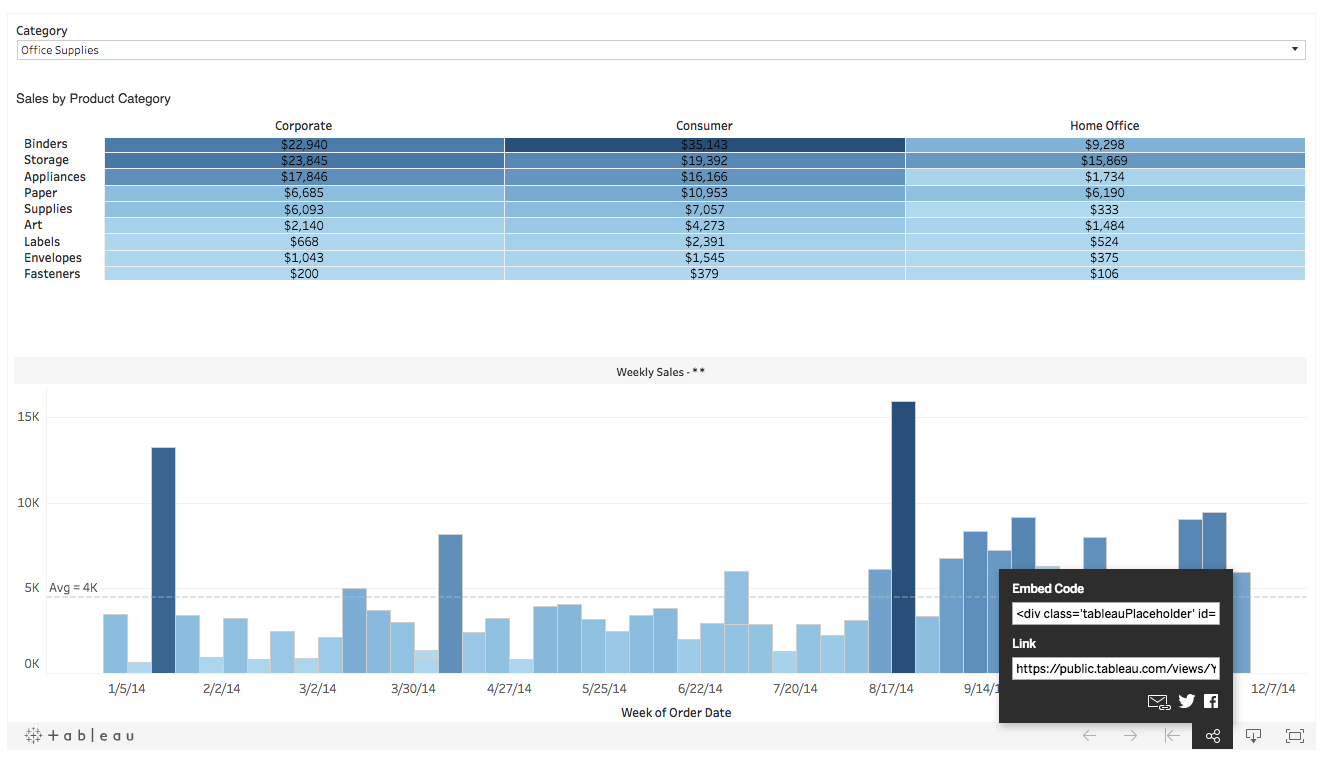 Category
Office Supplies
Sales by Product Category
Corporate Consumer Home Office
Binders $22,940 $35,143 $9,298
Storage $23,845 $19,392 $15,869
Appliances $17,846 $16,166 $1,734
Paper $6,685 $10,953 $6,190
Supplies $6,093 $7,057 $333
Art $2,140 $4,273 $1,484
Labels $668 $2,391 $524
Envelopes $1,043 $1,545 $375
Fasteners $200 $379 $106
Weekly Sales - * *
15K
10K
5K Avg = 4K
0K
Embed Code
<div class='tableauPlaceholder' id=
Link
https://public.tableau.com/views/Y
1/5/14 2/2/14 3/2/14 3/30/14 4/27/14 5/25/14 6/22/14 7/20/14 8/17/14 9/14/1 12/7/14
Week of Order Date
+ableau